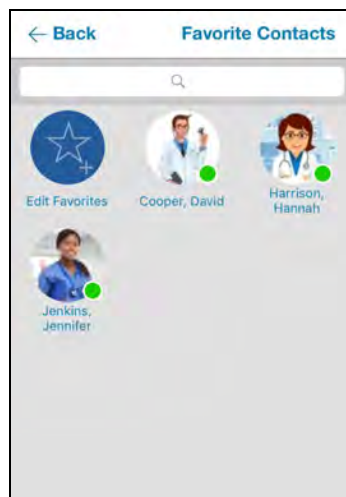 ← Back Favorite Contacts
Edit Favorites
Cooper, David
Harrison,
Hannah
Jenkins,
Jennifer